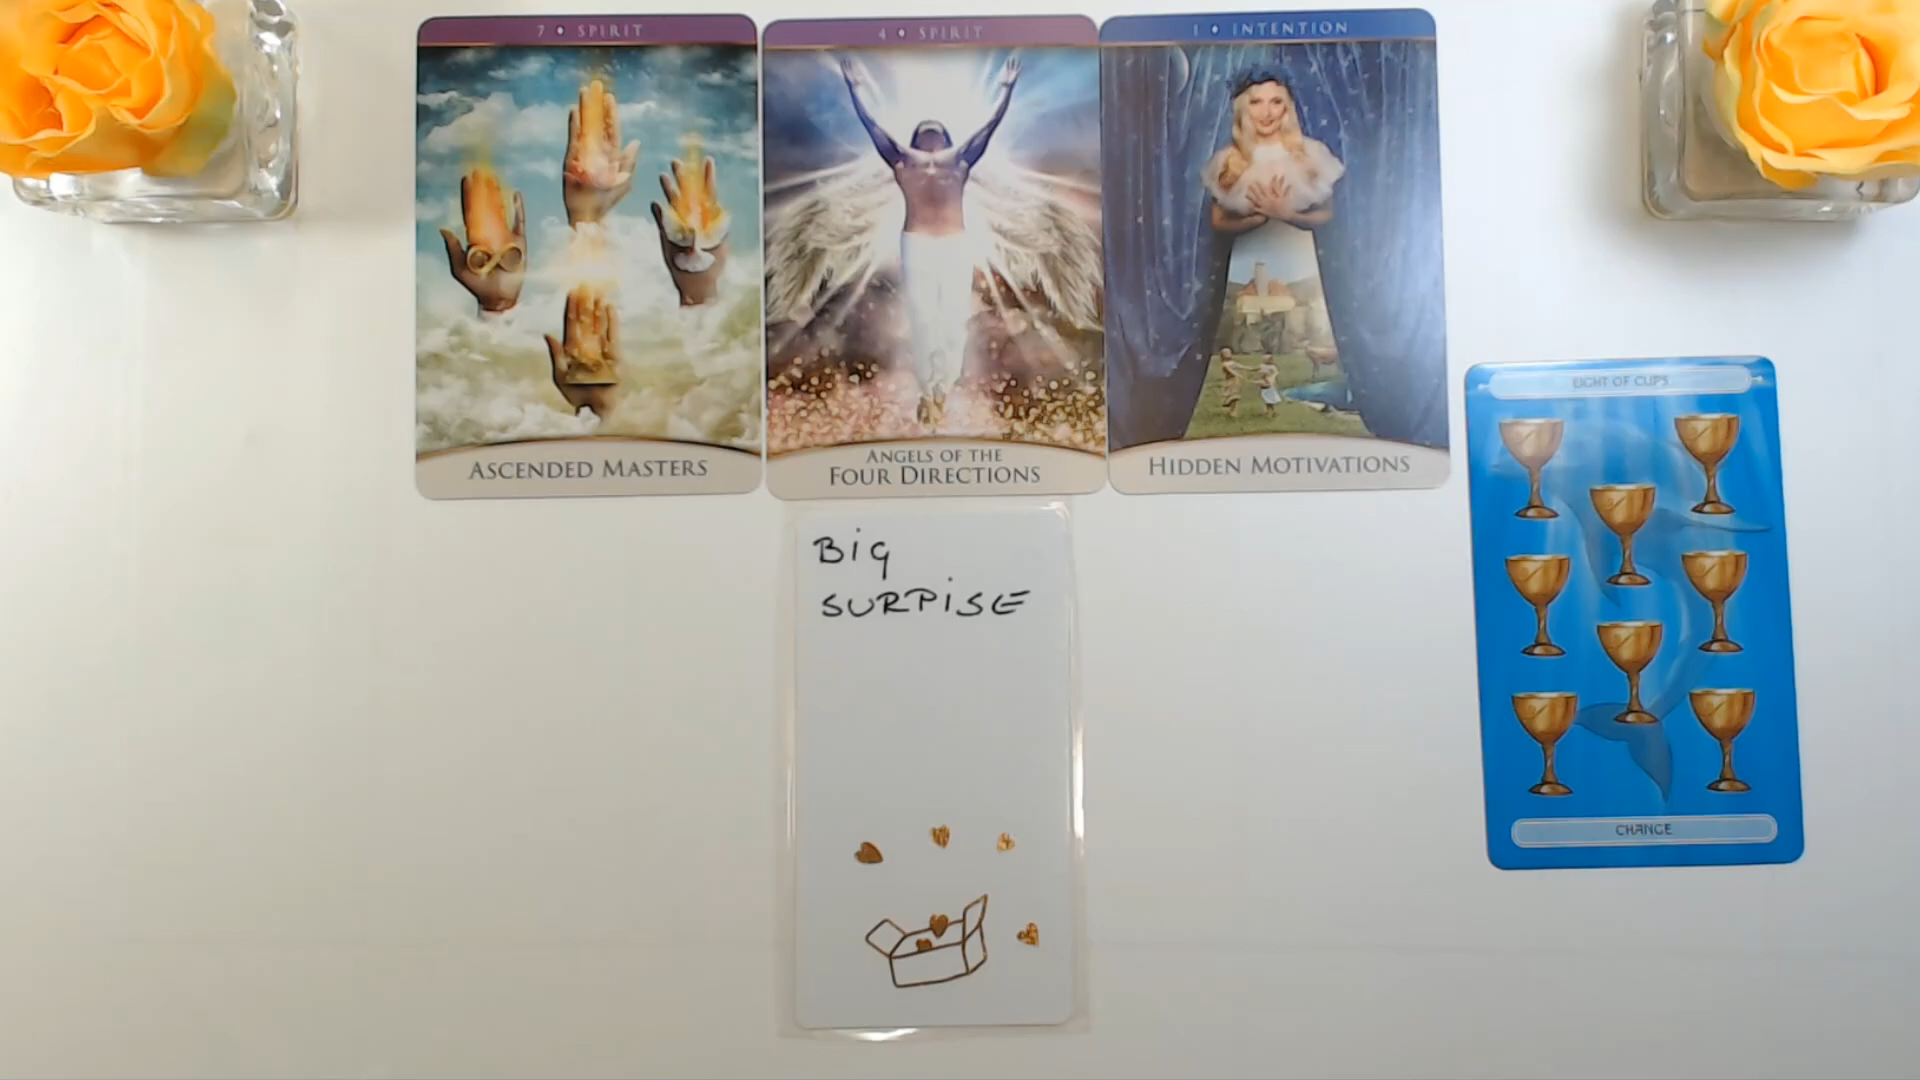 7 • SPIRIT
ASCENDED MASTERS
4 • SPIRIT
ANGELS OF THE
FOUR DIRECTIONS
1 • INTENTION
HIDDEN MOTIVATIONS
BiG
SURPiSE
EIGHT OF CUPS
CHANGE